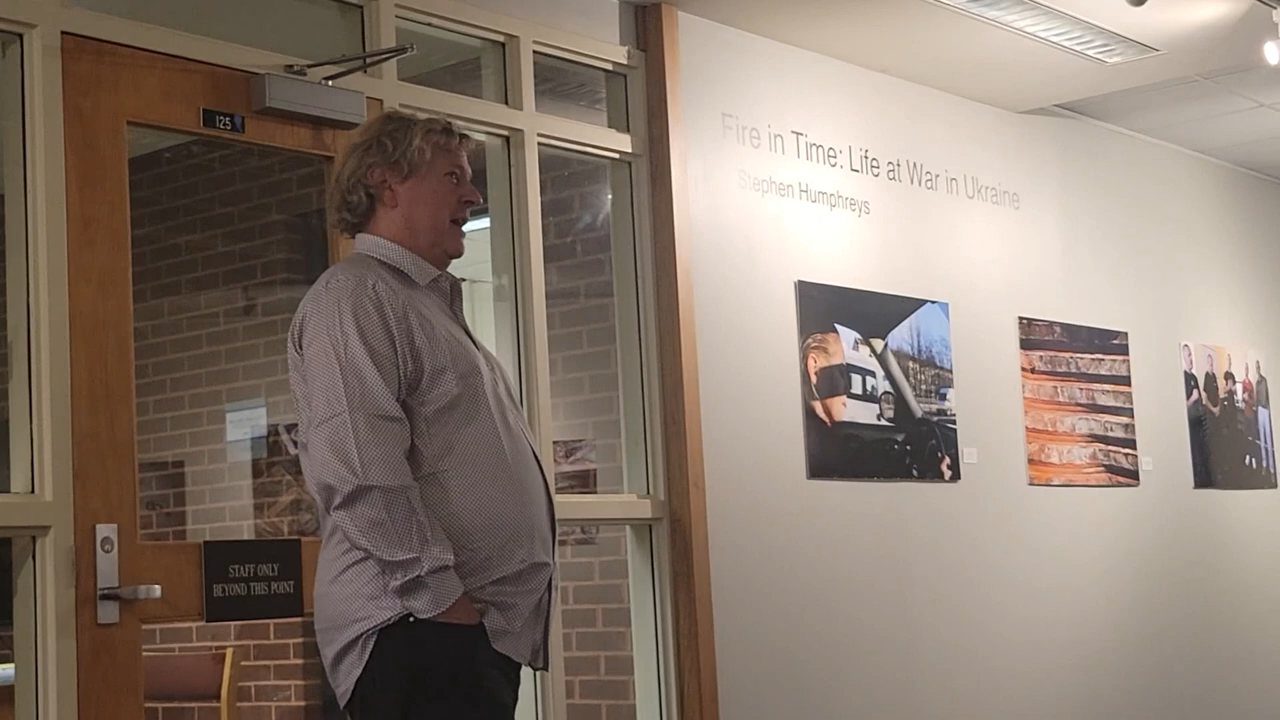 125
Fire in Time: Life at War in Ukraine
Stephen Humphreys
STAFF ONLY
BEYOND THIS POINT